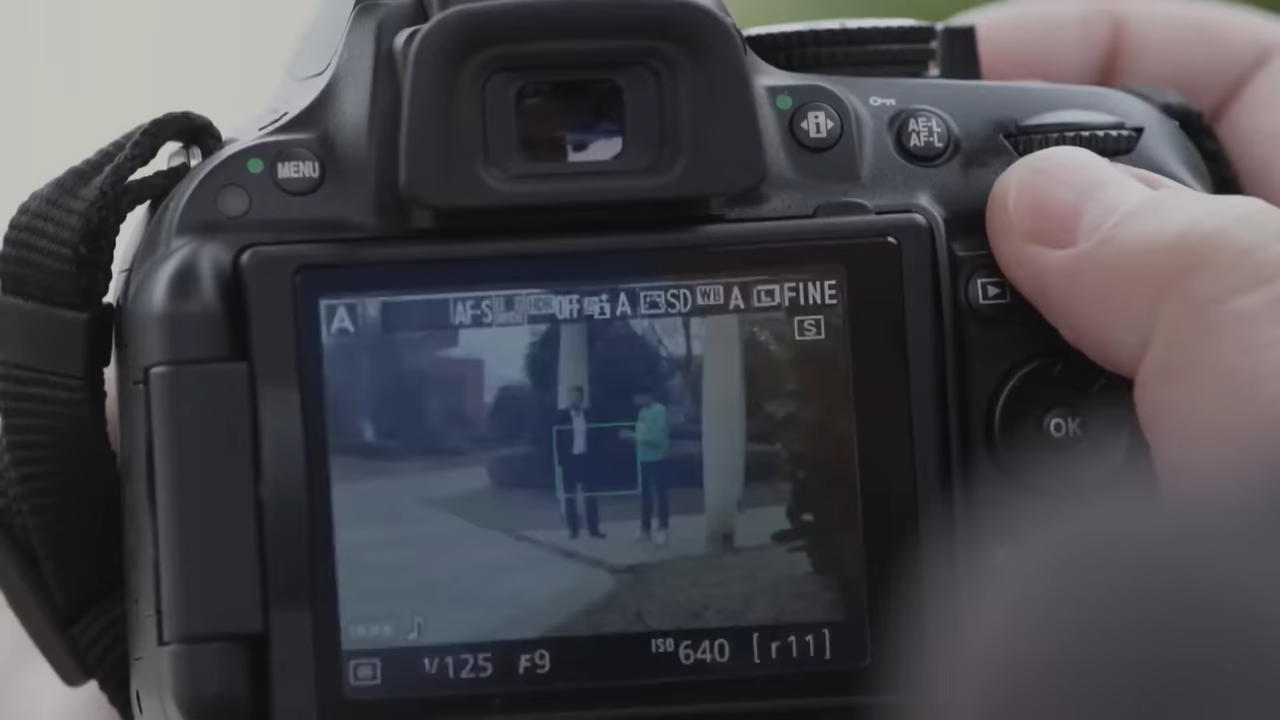 MENU
i
AE-L
AF-L
A AF-S OFF A SD WB A L FINE
S
OK
1/125 F9 ISO 640 [r11]